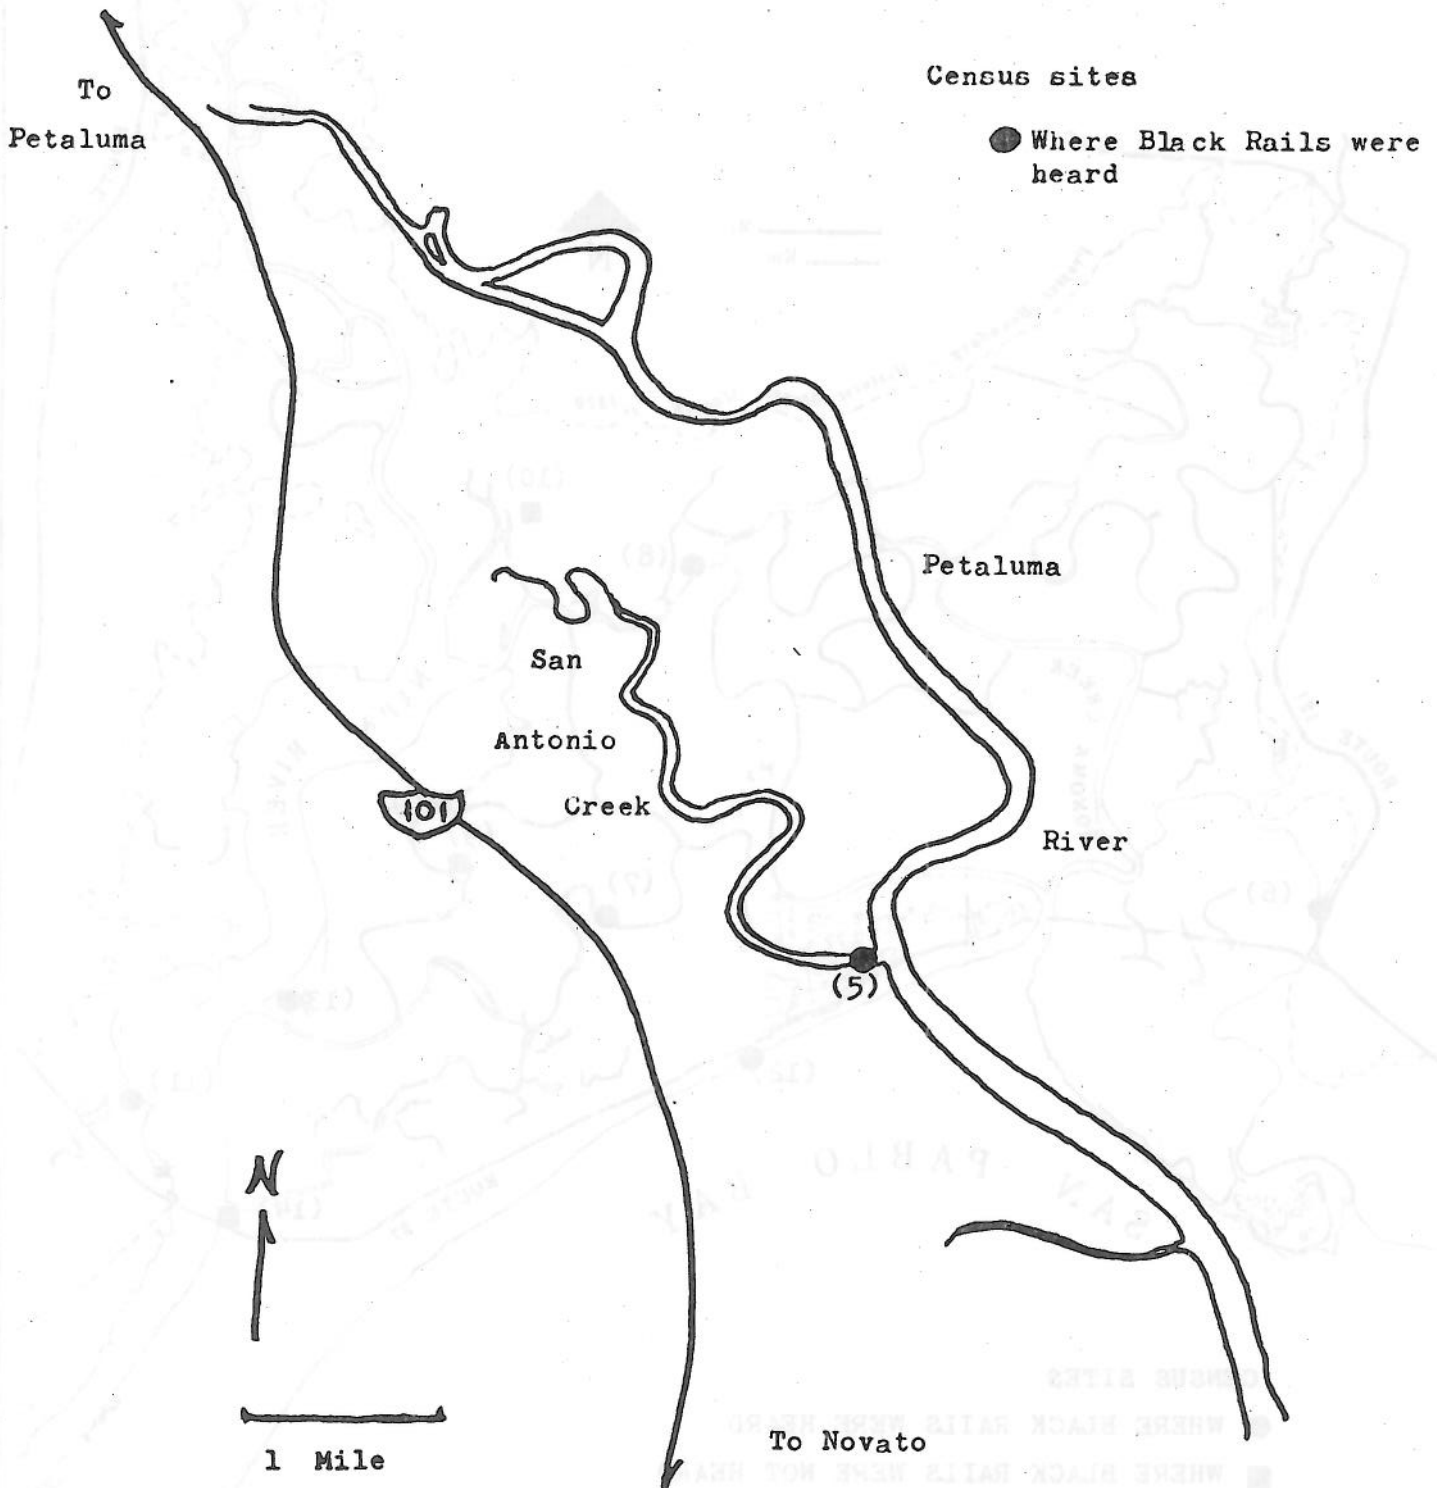 To
Petaluma
Census sites
Where Black Rails were
heard
Petaluma
San
Antonio
Creek
101
River
(5)
N
1 Mile
To Novato